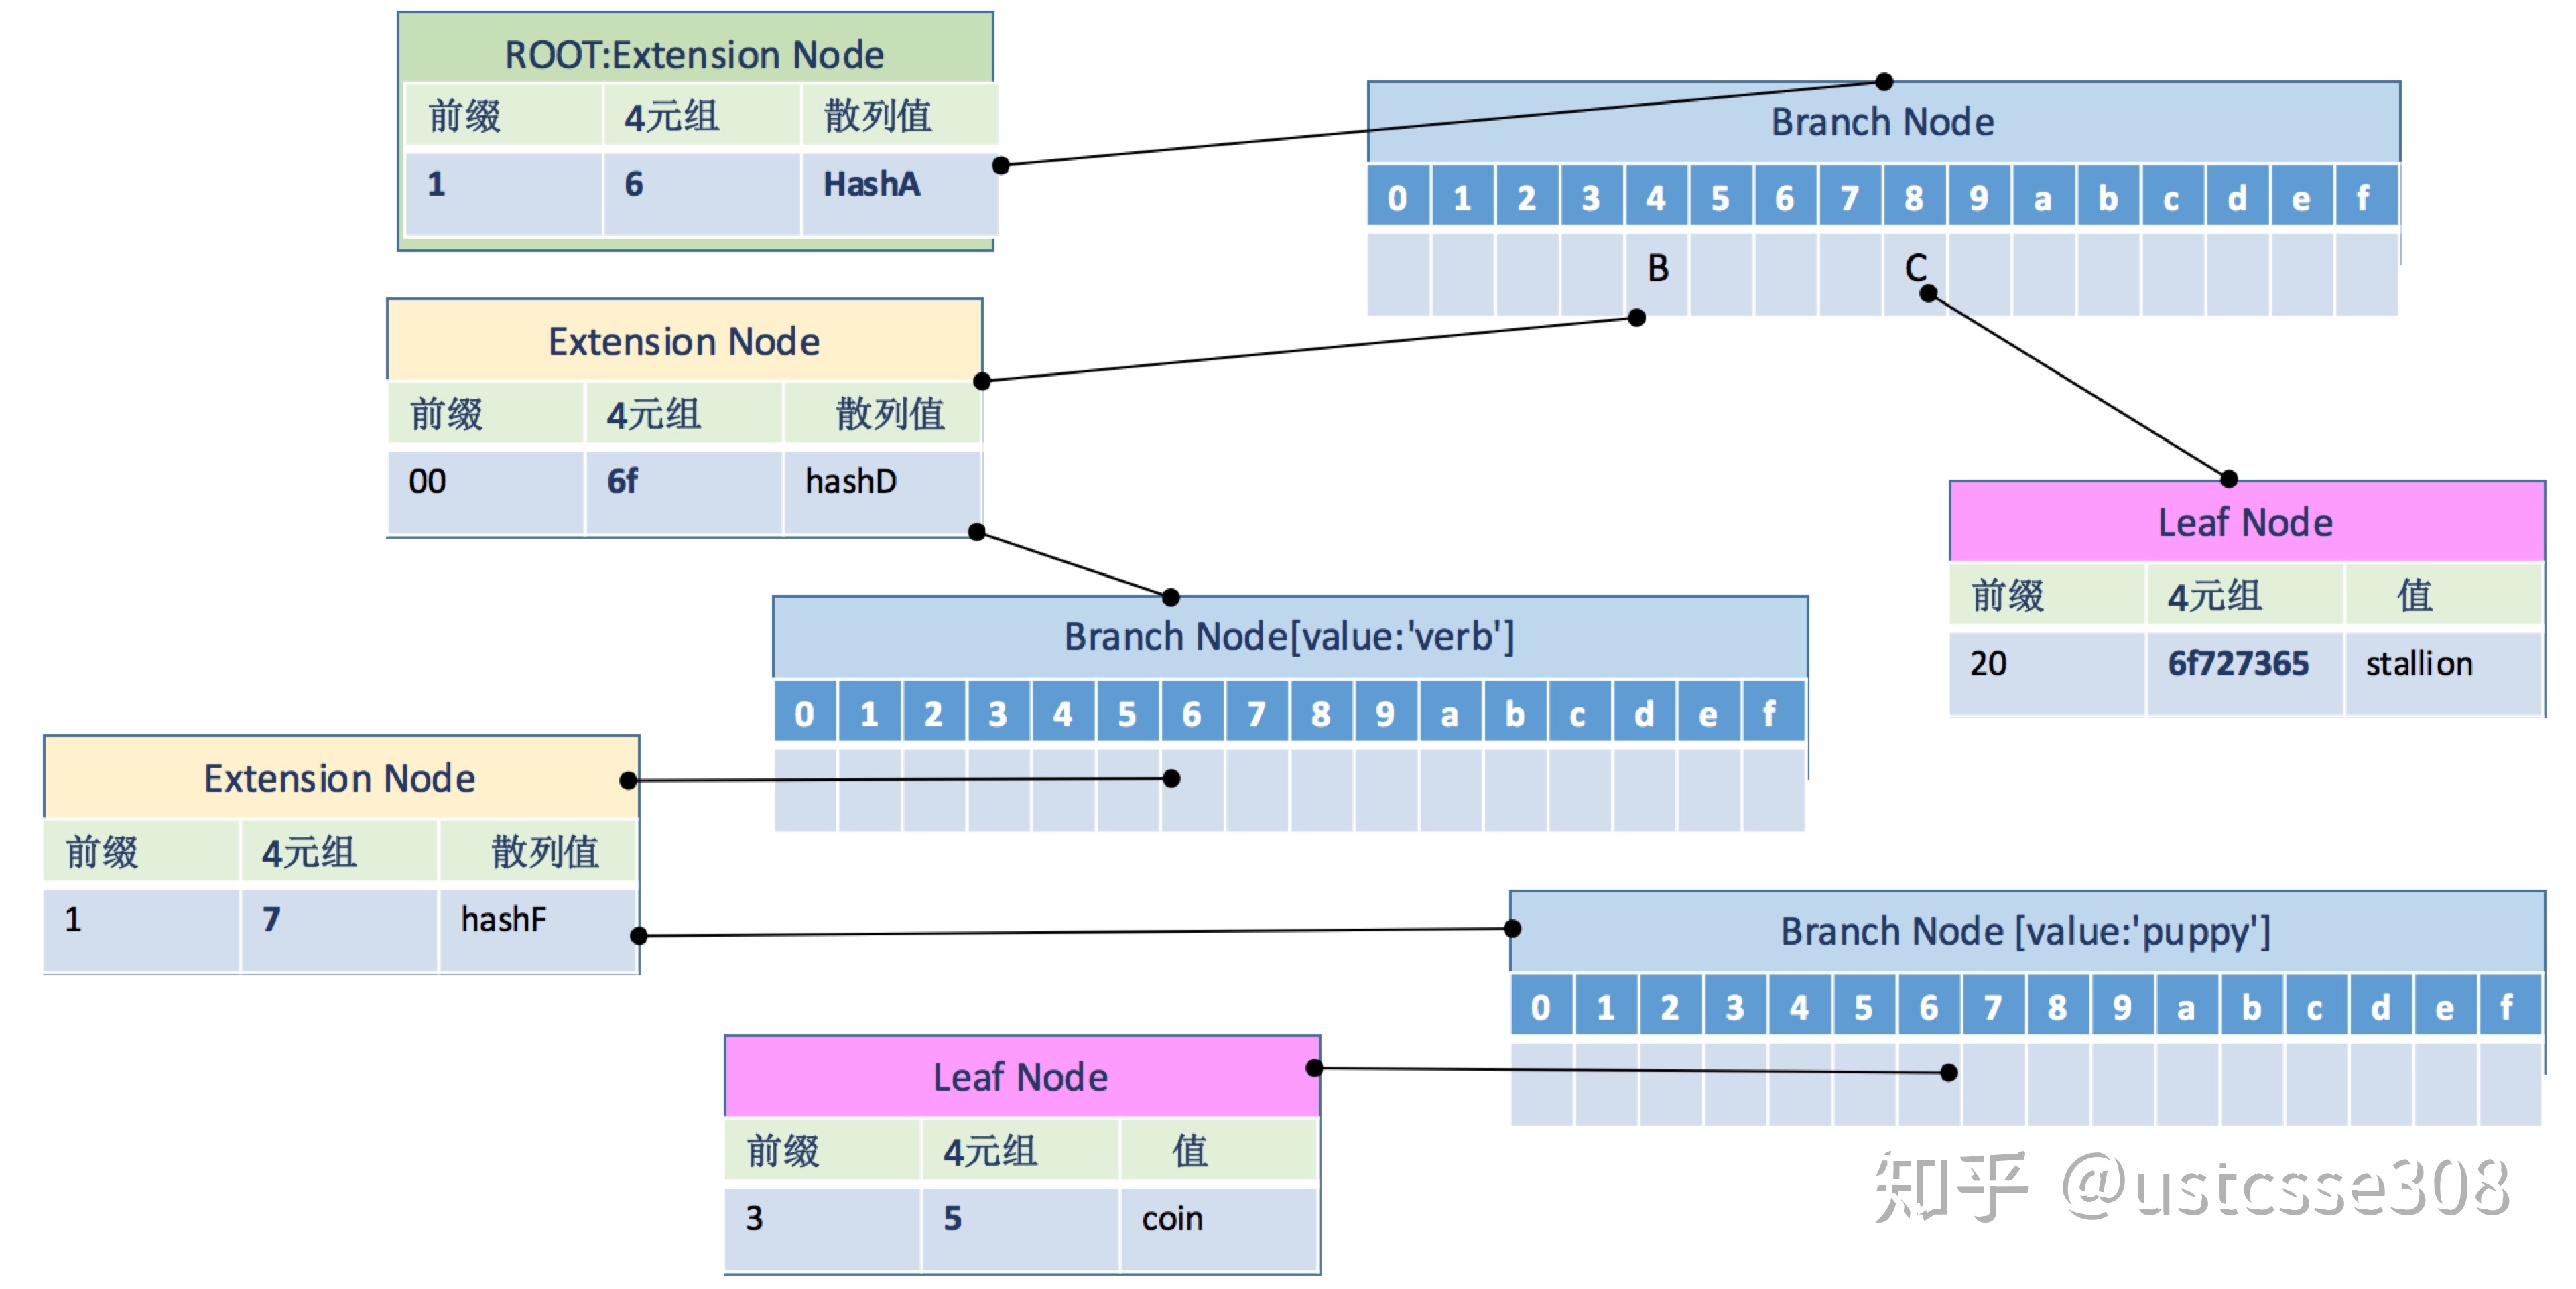 ROOT:Extension Node
前缀 4元组 散列值
1 6 HashA
Branch Node
0 1 2 3 4 5 6 7 8 9 a b c d e f
B C
Extension Node
前缀 4元组 散列值
00 6f hashD
Leaf Node
前缀 4元组 值
20 6f727365 stallion
Branch Node[value:'verb']
0 1 2 3 4 5 6 7 8 9 a b c d e f
Extension Node
前缀 4元组 散列值
1 7 hashF
Branch Node [value:'puppy']
0 1 2 3 4 5 6 7 8 9 a b c d e f
Leaf Node
前缀 4元组 值
3 5 coin
知乎 @ustcsse308